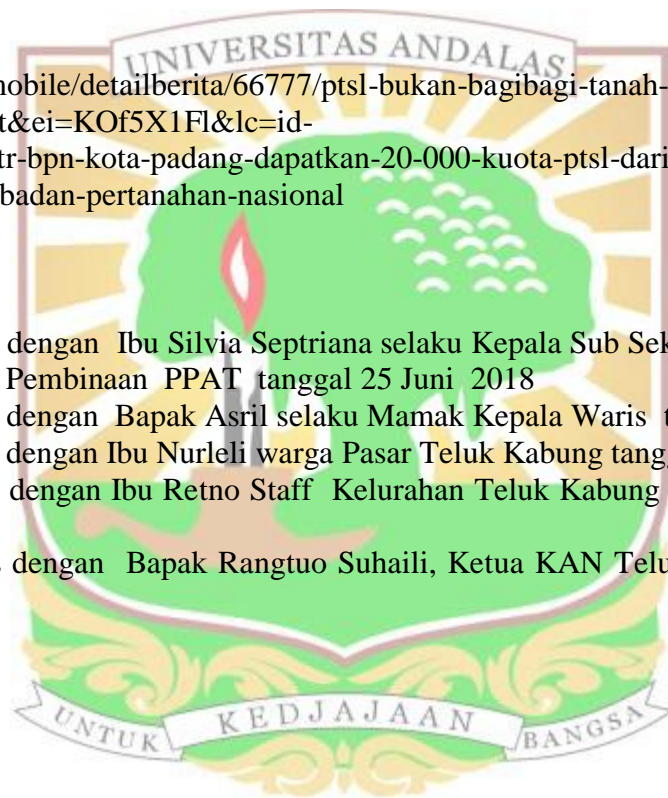 UNIVERSITAS ANDALAS
mobile/detailberita/66777/ptsl-bukan-bagibagi-tanah-
t&ei=KOf5X1Fl&lc=id-
tr-bpn-kota-padang-dapatkan-20-000-kuota-ptsl-dari
badan-pertanahan-nasional
dengan Ibu Silvia Septriana selaku Kepala Sub Sek
Pembinaan PPAT tanggal 25 Juni 2018
dengan Bapak Asril selaku Mamak Kepala Waris t
dengan Ibu Nurleli warga Pasar Teluk Kabung tangg
dengan Ibu Retno Staff Kelurahan Teluk Kabung
dengan Bapak Rangtuo Suhaili, Ketua KAN Telu
UNTUK KEDJAJAAN BANGSA